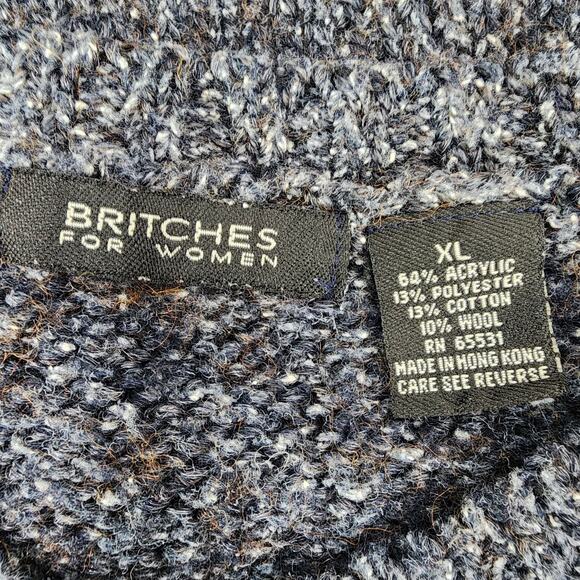 BRITCHES
FOR WOMEN
XL
64% ACRYLIC
13% POLYESTER
13% COTTON
10% WOOL
RN 65531
MADE IN HONG KONG
CARE SEE REVERSE